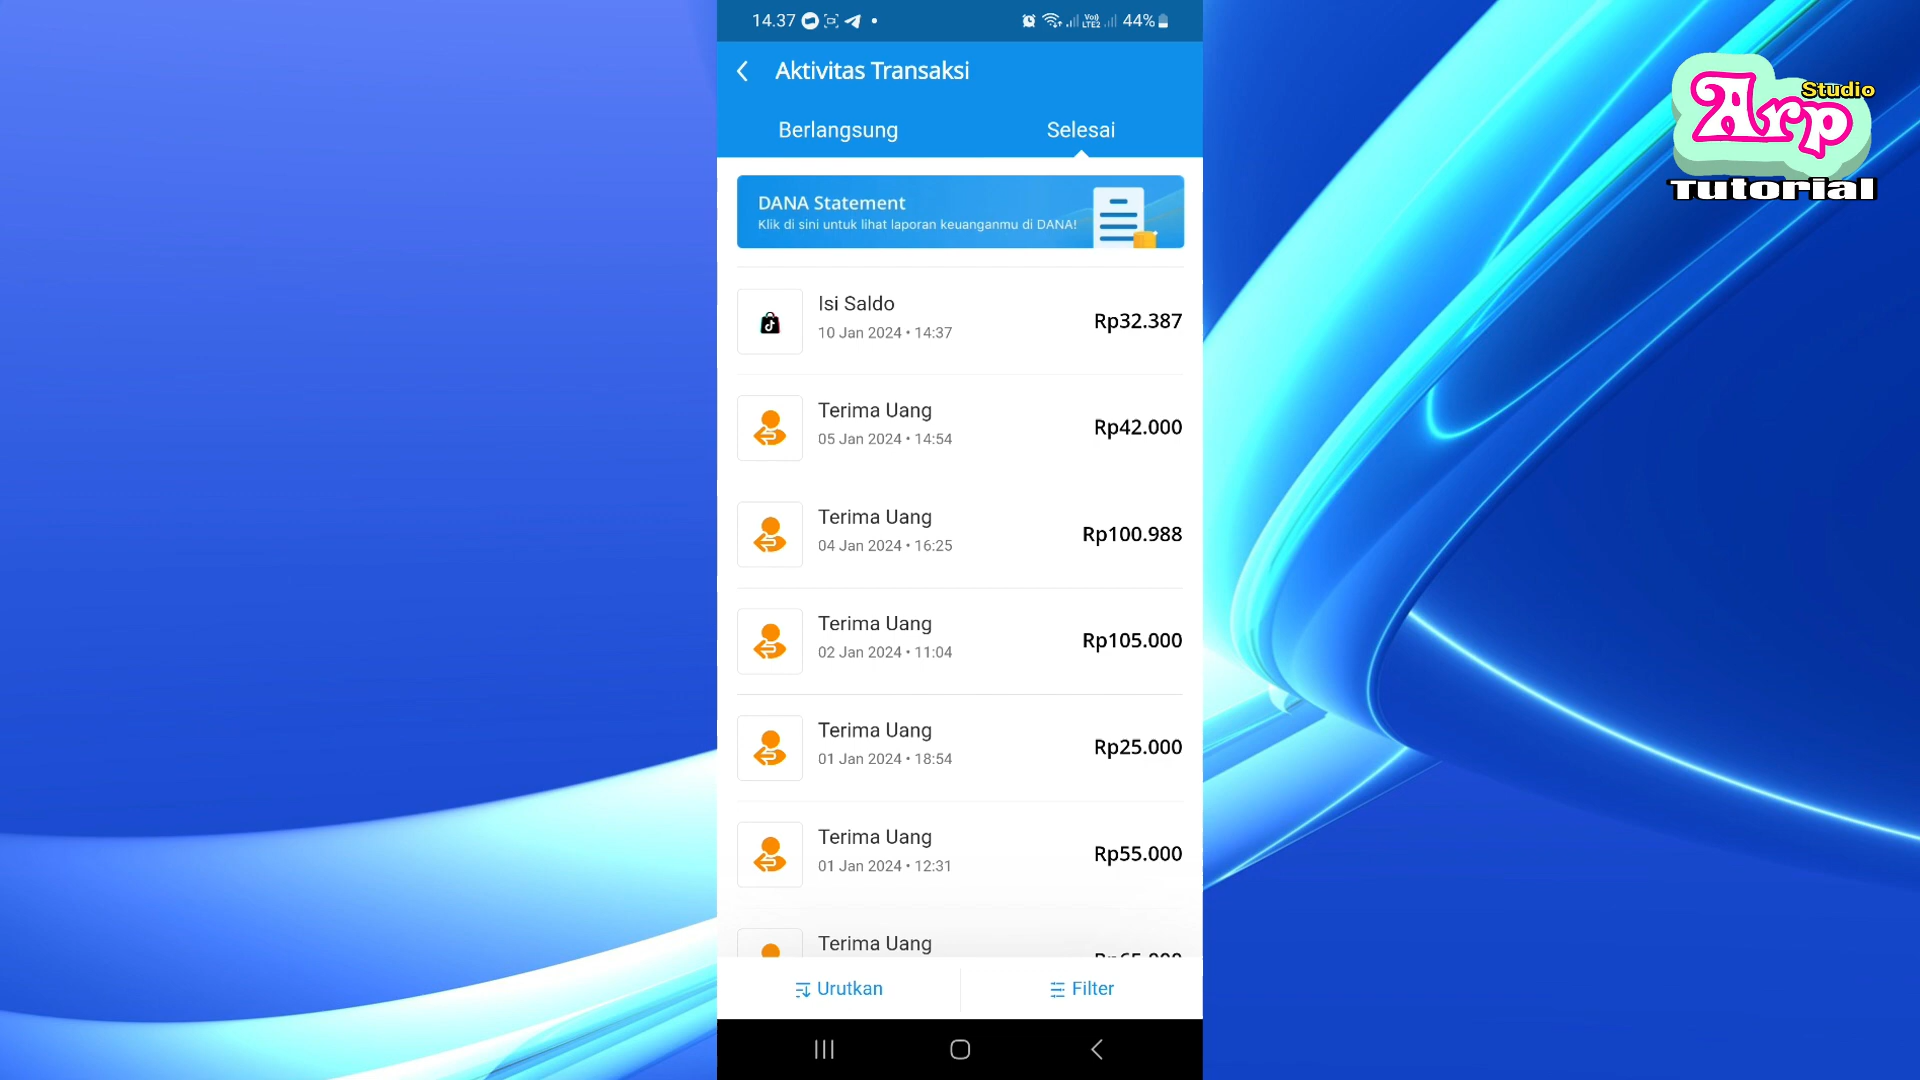 14.37
Vo))
LTE2
44%
Aktivitas Transaksi
Berlangsung
Selesai
DANA Statement
Klik di sini untuk lihat laporan keuanganmu di DANA!
Isi Saldo
10 Jan 2024 • 14:37
Rp32.387
Terima Uang
05 Jan 2024 • 14:54
Rp42.000
Terima Uang
04 Jan 2024 • 16:25
Rp100.988
Terima Uang
02 Jan 2024 • 11:04
Rp105.000
Terima Uang
01 Jan 2024 • 18:54
Rp25.000
Terima Uang
01 Jan 2024 • 12:31
Rp55.000
Terima Uang
Urutkan
Filter
Studio
Arp
Tutorial